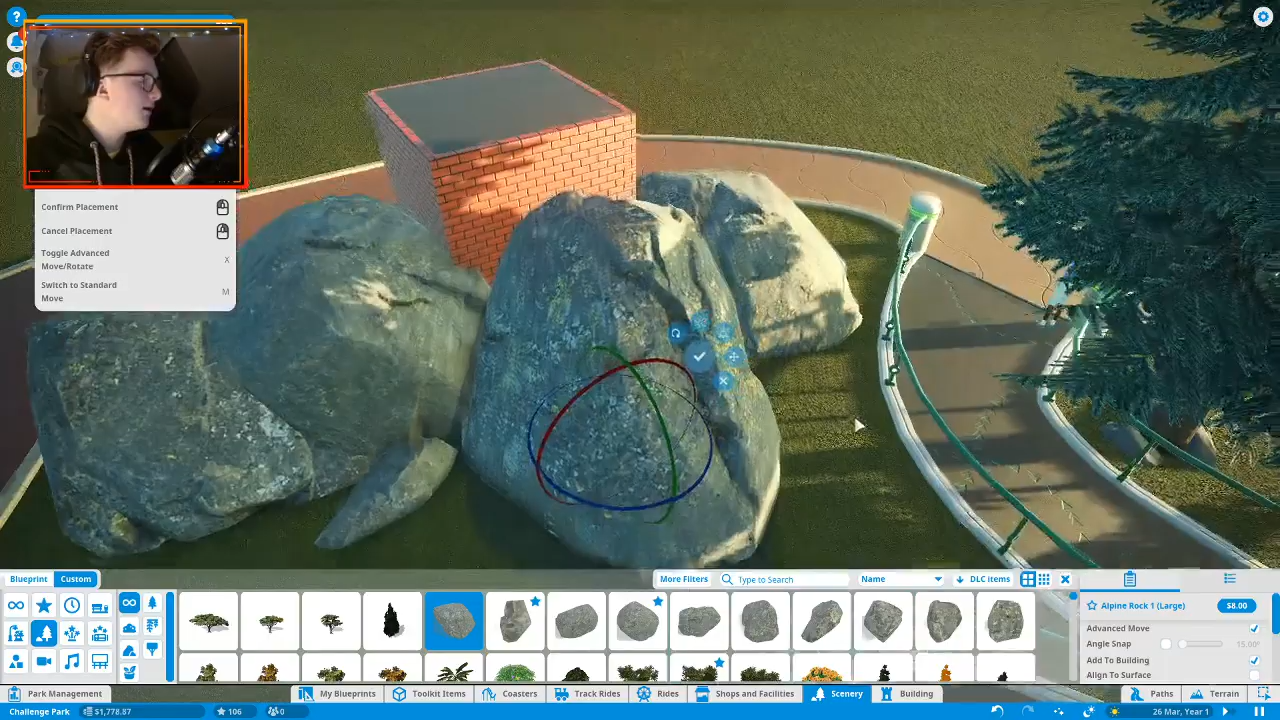 ?
Confirm Placement
Cancel Placement
Toggle Advanced
Move/Rotate
X
Switch to Standard
Move
M
Blueprint
Custom
More Filters
Type to Search
Name
DLC items
Alpine Rock 1 (Large)
$8.00
Advanced Move
Angle Snap
15.00°
Add To Building
Align To Surface
Park Management
My Blueprints
Toolkit Items
Coasters
Track Rides
Rides
Shops and Facilities
Scenery
Building
Paths
Terrain
Challenge Park
$1,778.87
106
0
26 Mar, Year 1